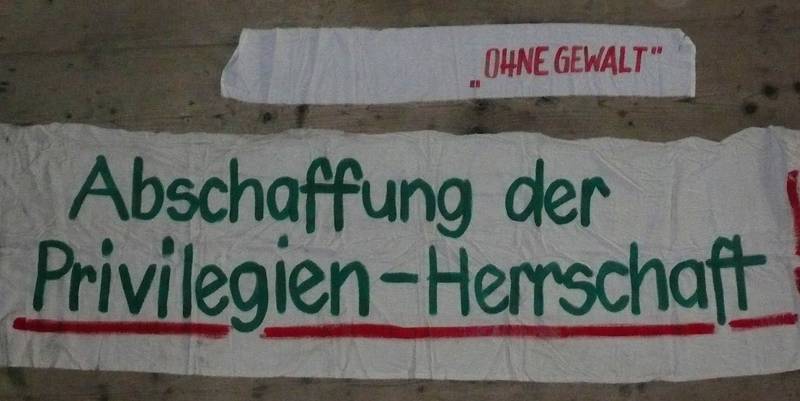 „OHNE GEWALT"
Abschaffung der
Privilegien-Herrschaft